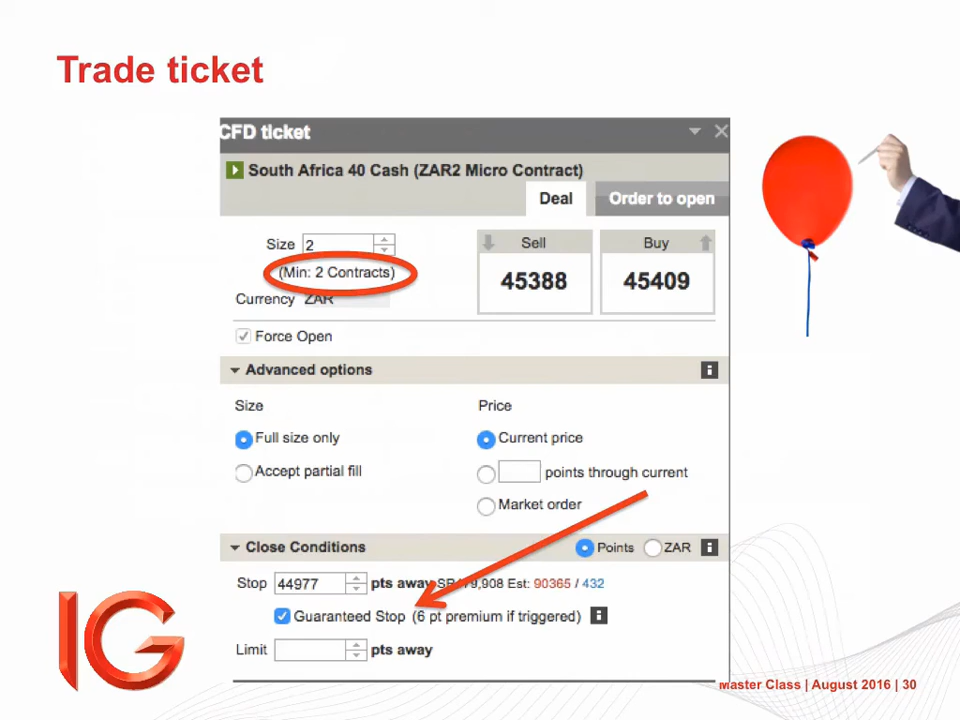 Trade ticket
CFD ticket
South Africa 40 Cash (ZAR2 Micro Contract)
Deal
Order to open
Size 2
(Min: 2 Contracts)
Currency ZAR
Sell
45388
Buy
45409
Force Open
Advanced options
Size
Full size only
Accept partial fill
Price
Current price
points through current
Market order
Close Conditions
Points
ZAR
Stop 44977 pts away 79,908 Est: 90365 / 432
Guaranteed Stop (6 pt premium if triggered)
Limit
pts away
IG
Master Class | August 2016 | 30